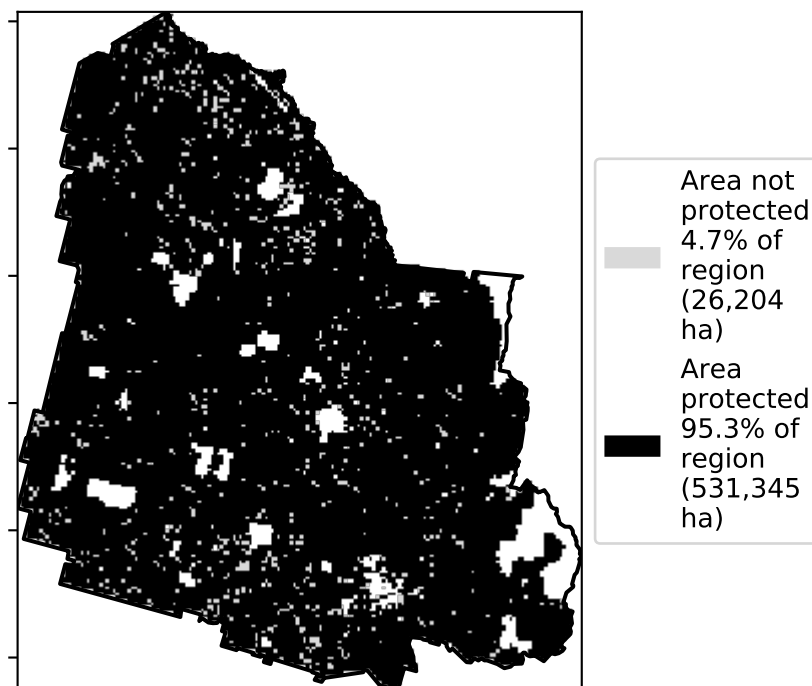 Area not
protected
4.7% of
region
(26,204
ha)
Area
protected
95.3% of
region
(531,345
ha)